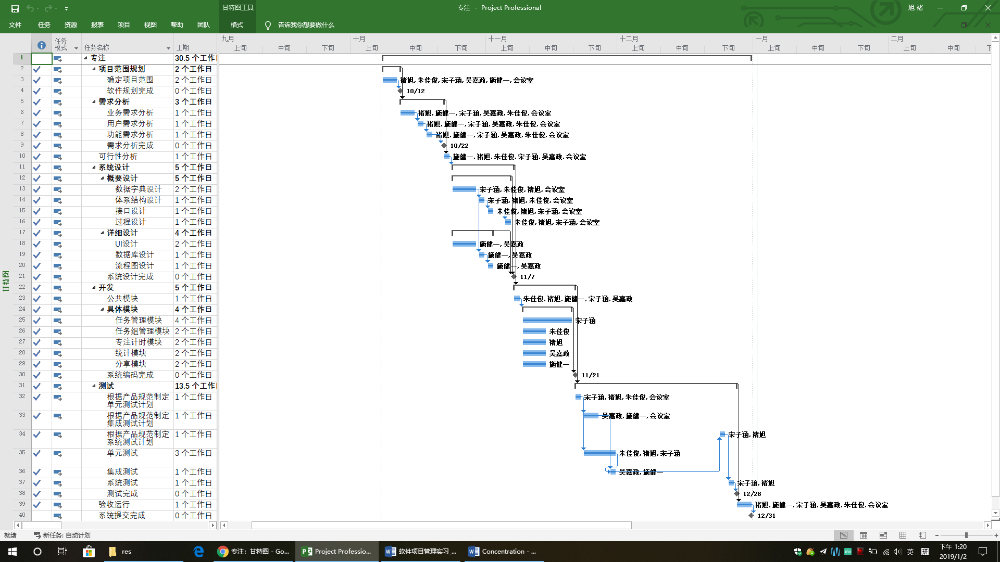 甘特图工具
专注 - Project Professional
旭 褚
文件 任务 资源 报表 项目 视图 帮助 团队 格式 告诉我你想要做什么
任务模式 任务名称 工期
九月 十月 十一月 十二月 一月 二月
上旬 中旬 下旬 上旬 中旬 下旬 上旬 中旬 下旬 上旬 中旬 下旬 上旬 中旬 下旬 上旬 中旬
1 专注 30.5 个工作
2 项目范围规划 2 个工作日
3 确定项目范围 2 个工作日 褚旭,朱佳俊,宋子涵,吴嘉政,施健一,会议室
4 软件规划完成 0 个工作日 10/12
5 需求分析 3 个工作日
6 业务需求分析 1 个工作日 褚旭,施健一,宋子涵,吴嘉政,朱佳俊,会议室
7 用户需求分析 1 个工作日 褚旭,施健一,宋子涵,吴嘉政,朱佳俊,会议室
8 功能需求分析 1 个工作日 褚旭,施健一,宋子涵,吴嘉政,朱佳俊,会议室
9 需求分析完成 0 个工作日 10/22
10 可行性分析 1 个工作日 施健一,褚旭,朱佳俊,宋子涵,吴嘉政,会议室
11 系统设计 5 个工作日
12 概要设计 5 个工作日
13 数据字典设计 2 个工作日 宋子涵,朱佳俊,褚旭,会议室
14 体系结构设计 1 个工作日 宋子涵,褚旭,朱佳俊,会议室
15 接口设计 1 个工作日 朱佳俊,褚旭,宋子涵,会议室
16 过程设计 1 个工作日 朱佳俊,褚旭,宋子涵,会议室
17 详细设计 4 个工作日
18 UI设计 2 个工作日 施健一,吴嘉政
19 数据库设计 1 个工作日 施健一,吴嘉政
20 流程图设计 1 个工作日 施健一,吴嘉政
21 系统设计完成 0 个工作日 11/7
22 开发 5 个工作日
23 公共模块 1 个工作日 朱佳俊,褚旭,施健一,宋子涵,吴嘉政
24 具体模块 4 个工作日
25 任务管理模块 4 个工作日 宋子涵
26 任务组管理模块 2 个工作日 朱佳俊
27 专注计时模块 2 个工作日 褚旭
28 统计模块 2 个工作日 吴嘉政
29 分享模块 2 个工作日 施健一
30 系统编码完成 0 个工作日 11/21
31 测试 13.5 个工作
32 根据产品规范制定 1 个工作日 宋子涵,褚旭,朱佳俊,会议室
单元测试计划
33 根据产品规范制定 1 个工作日 吴嘉政,施健一,会议室
集成测试计划
34 根据产品规范制定 1 个工作日 宋子涵,褚旭
系统测试计划
35 单元测试 3 个工作日 朱佳俊,褚旭,宋子涵
36 集成测试 1 个工作日 吴嘉政,施健一
37 系统测试 1 个工作日 宋子涵,褚旭
38 测试完成 0 个工作日 12/28
39 验收运行 1 个工作日 褚旭,施健一,宋子涵,吴嘉政,朱佳俊,会议室
40 系统提交完成 0 个工作日 12/31
甘特图
就绪 新任务: 自动计划
res 专注: 甘特图 - Go... Project Professio... 软件项目管理实习_... Concentration - ... 英 下午 1:20
2019/1/2